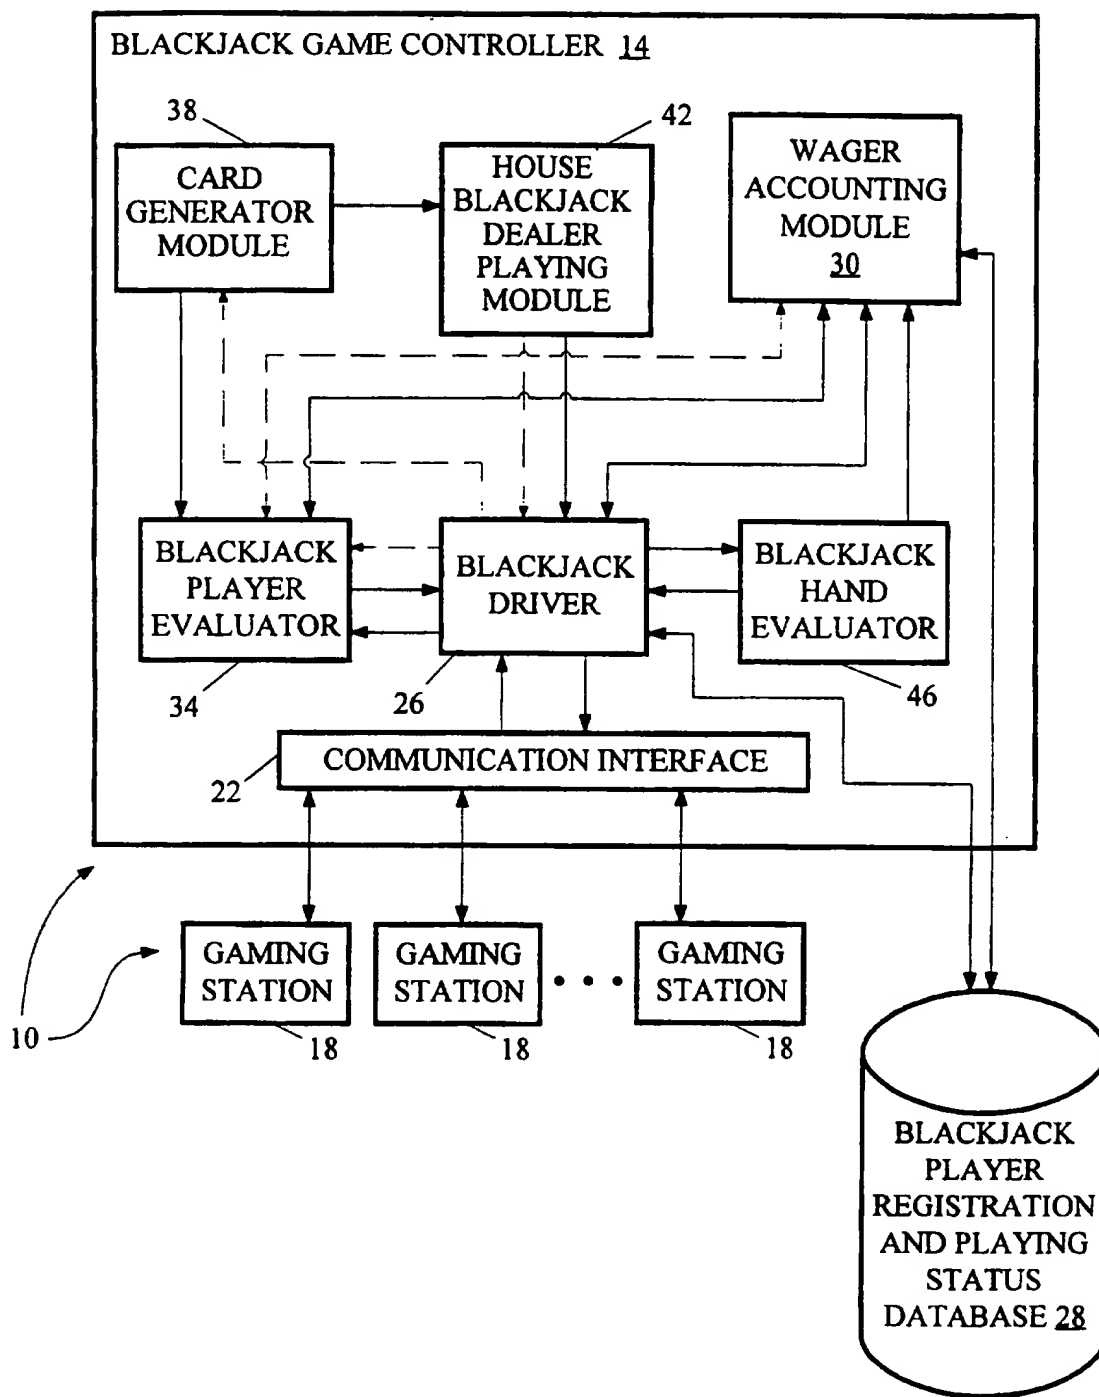 BLACKJACK GAME CONTROLLER 14
38
42
CARD
GENERATOR
MODULE
HOUSE
BLACKJACK
DEALER
PLAYING
MODULE
WAGER
ACCOUNTING
MODULE
30
BLACKJACK
PLAYER
EVALUATOR
BLACKJACK
DRIVER
BLACKJACK
HAND
EVALUATOR
34
26
46
COMMUNICATION INTERFACE
22
GAMING
STATION
GAMING
STATION
GAMING
STATION
10
18
18
18
BLACKJACK
PLAYER
REGISTRATION
AND PLAYING
STATUS
DATABASE 28